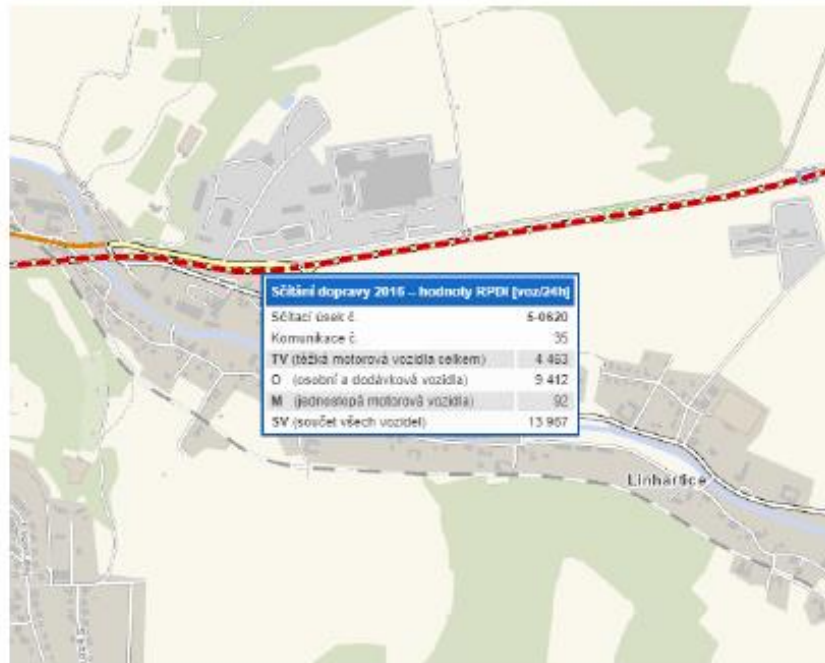 Sčítání dopravy 2016 – hodnoty RPDI [voz/24h]
Sčítací úsek č. 5-0620
Komunikace č. 35
TV (těžká motorová vozidla celkem) 4 463
O (osobní a dodávková vozidla) 9 412
M (jednostopá motorová vozidla) 92
SV (součet všech vozidel) 13 967
Linhartice